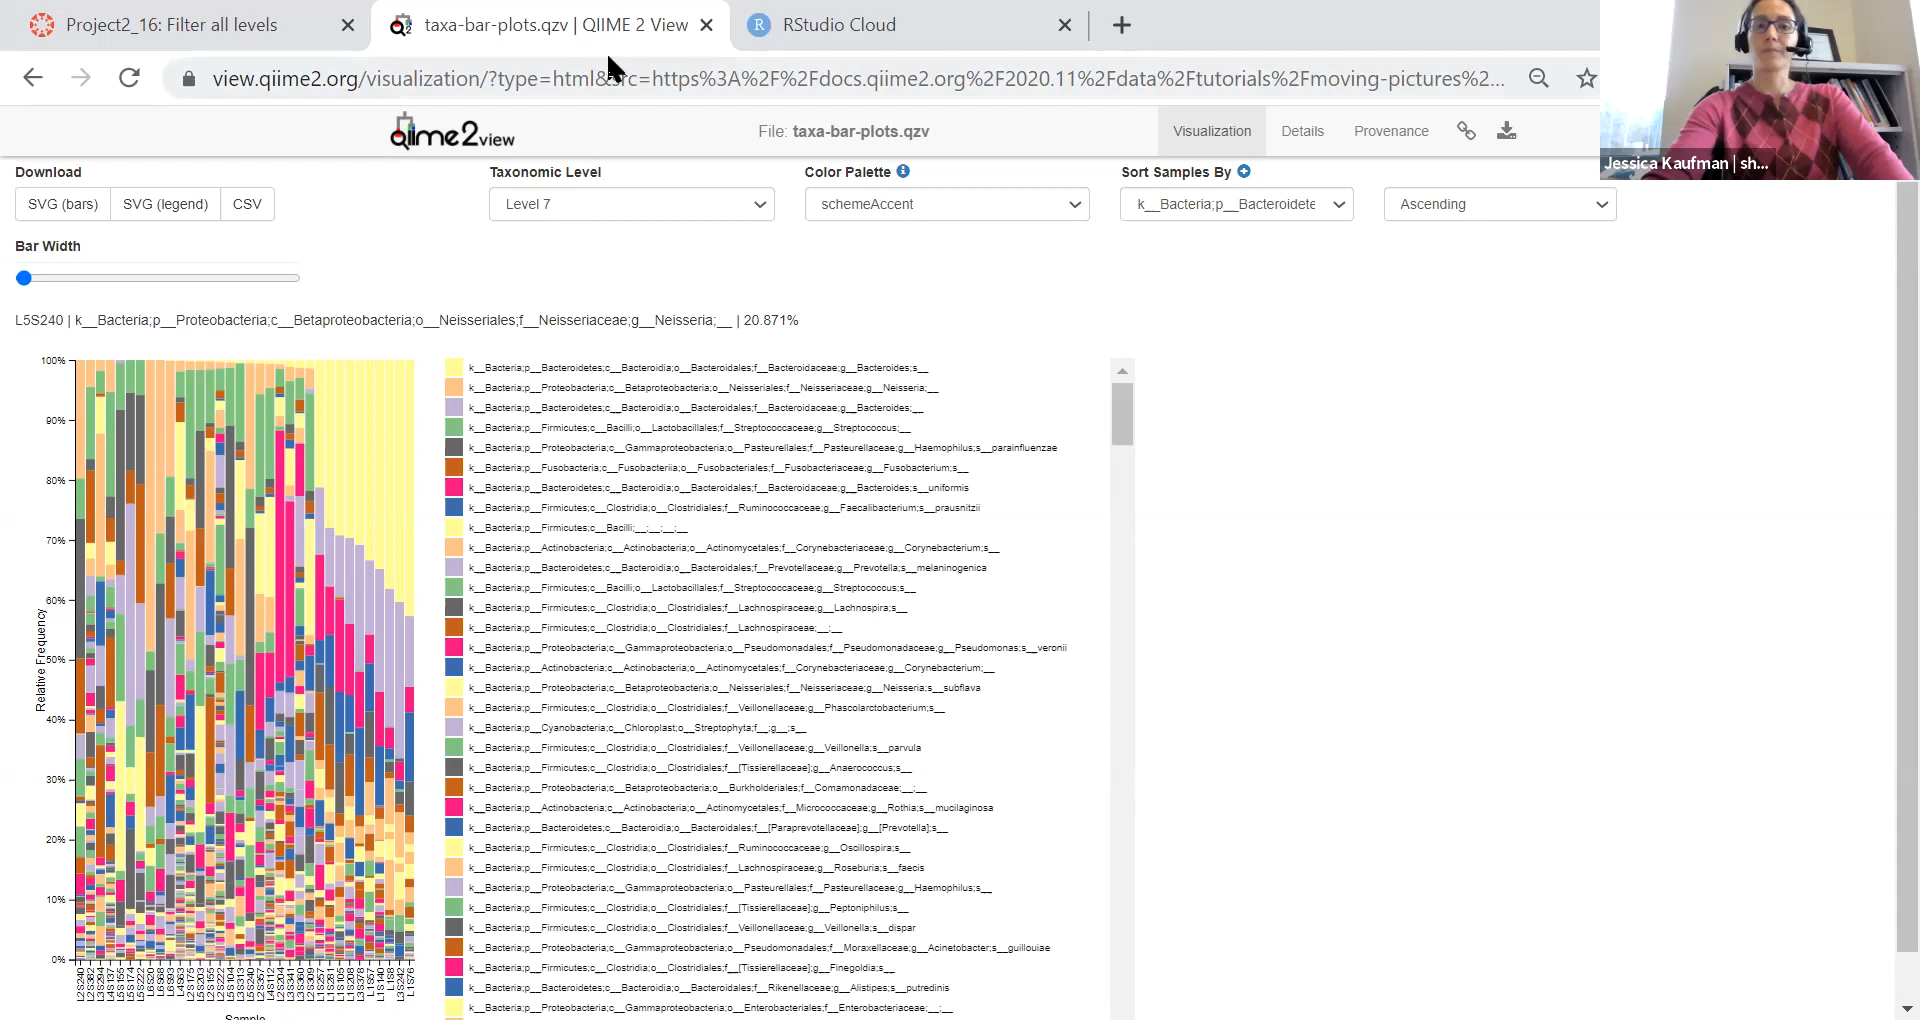 Project2_16: Filter all levels
taxa-bar-plots.qzv | QIIME 2 View
RStudio Cloud
view.qiime2.org/visualization/?type=html&src=https%3A%2F%2Fdocs.qiime2.org%2F2020.11%2Fdata%2Ftutorials%2Fmoving-pictures%2...
qiime2view
File: taxa-bar-plots.qzv
Visualization
Details
Provenance
Jessica Kaufman | sh...
Download
Taxonomic Level
Color Palette
Sort Samples By
SVG (bars)
SVG (legend)
CSV
Level 7
schemeAccent
k__Bacteria;p__Bacteroidete
Ascending
Bar Width
L5S240 | k__Bacteria;p__Proteobacteria;c__Betaproteobacteria;o__Neisseriales;f__Neisseriaceae;g__Neisseria;__ | 20.871%
100%
90%
80%
70%
60%
50%
40%
30%
20%
10%
0%
Relative Frequency
k__Bacteria;p__Bacteroidetes;c__Bacteroidia;o__Bacteroidales;f__Bacteroidaceae;g__Bacteroides;s__
k__Bacteria;p__Proteobacteria;c__Betaproteobacteria;o__Neisseriales;f__Neisseriaceae;g__Neisseria;__
k__Bacteria;p__Bacteroidetes;c__Bacteroidia;o__Bacteroidales;f__Bacteroidaceae;g__Bacteroides;__
k__Bacteria;p__Firmicutes;c__Bacilli;o__Lactobacillales;f__Streptococcaceae;g__Streptococcus;__
k__Bacteria;p__Proteobacteria;c__Gammaproteobacteria;o__Pasteurellales;f__Pasteurellaceae;g__Haemophilus;s__parainfluenzae
k__Bacteria;p__Fusobacteria;c__Fusobacteriia;o__Fusobacteriales;f__Fusobacteriaceae;g__Fusobacterium;s__
k__Bacteria;p__Bacteroidetes;c__Bacteroidia;o__Bacteroidales;f__Bacteroidaceae;g__Bacteroides;s__uniformis
k__Bacteria;p__Firmicutes;c__Clostridia;o__Clostridiales;f__Ruminococcaceae;g__Faecalibacterium;s__prausnitzii
k__Bacteria;p__Firmicutes;c__Bacilli;__;__;__;__
k__Bacteria;p__Actinobacteria;c__Actinobacteria;o__Actinomycetales;f__Corynebacteriaceae;g__Corynebacterium;s__
k__Bacteria;p__Bacteroidetes;c__Bacteroidia;o__Bacteroidales;f__Prevotellaceae;g__Prevotella;s__melaninogenica
k__Bacteria;p__Firmicutes;c__Bacilli;o__Lactobacillales;f__Streptococcaceae;g__Streptococcus;s__
k__Bacteria;p__Firmicutes;c__Clostridia;o__Clostridiales;f__Lachnospiraceae;g__Lachnospira;s__
k__Bacteria;p__Firmicutes;c__Clostridia;o__Clostridiales;f__Lachnospiraceae;__;__
k__Bacteria;p__Proteobacteria;c__Gammaproteobacteria;o__Pseudomonadales;f__Pseudomonadaceae;g__Pseudomonas;s__veronii
k__Bacteria;p__Actinobacteria;c__Actinobacteria;o__Actinomycetales;f__Corynebacteriaceae;g__Corynebacterium;__
k__Bacteria;p__Proteobacteria;c__Betaproteobacteria;o__Neisseriales;f__Neisseriaceae;g__Neisseria;s__subflava
k__Bacteria;p__Firmicutes;c__Clostridia;o__Clostridiales;f__Veillonellaceae;g__Phascolarctobacterium;s__
k__Bacteria;p__Cyanobacteria;c__Chloroplast;o__Streptophyta;f__;g__;s__
k__Bacteria;p__Firmicutes;c__Clostridia;o__Clostridiales;f__Veillonellaceae;g__Veillonella;s__parvula
k__Bacteria;p__Firmicutes;c__Clostridia;o__Clostridiales;f__[Tissierellaceae];g__Anaerococcus;s__
k__Bacteria;p__Proteobacteria;c__Betaproteobacteria;o__Burkholderiales;f__Comamonadaceae;__;__
k__Bacteria;p__Actinobacteria;c__Actinobacteria;o__Actinomycetales;f__Micrococcaceae;g__Rothia;s__mucilaginosa
k__Bacteria;p__Bacteroidetes;c__Bacteroidia;o__Bacteroidales;f__[Paraprevotellaceae];g__[Prevotella];s__
k__Bacteria;p__Firmicutes;c__Clostridia;o__Clostridiales;f__Ruminococcaceae;g__Oscillospira;s__
k__Bacteria;p__Firmicutes;c__Clostridia;o__Clostridiales;f__Lachnospiraceae;g__Roseburia;s__faecis
k__Bacteria;p__Proteobacteria;c__Gammaproteobacteria;o__Pasteurellales;f__Pasteurellaceae;g__Haemophilus;s__
k__Bacteria;p__Firmicutes;c__Clostridia;o__Clostridiales;f__[Tissierellaceae];g__Peptoniphilus;s__
k__Bacteria;p__Firmicutes;c__Clostridia;o__Clostridiales;f__Veillonellaceae;g__Veillonella;s__dispar
k__Bacteria;p__Proteobacteria;c__Gammaproteobacteria;o__Pseudomonadales;f__Moraxellaceae;g__Acinetobacter;s__guillouiae
k__Bacteria;p__Firmicutes;c__Clostridia;o__Clostridiales;f__[Tissierellaceae];g__Finegoldia;s__
k__Bacteria;p__Bacteroidetes;c__Bacteroidia;o__Bacteroidales;f__Rikenellaceae;g__Alistipes;s__putredinis
k__Bacteria;p__Proteobacteria;c__Gammaproteobacteria;o__Enterobacteriales;f__Enterobacteriaceae;__;__
Sample